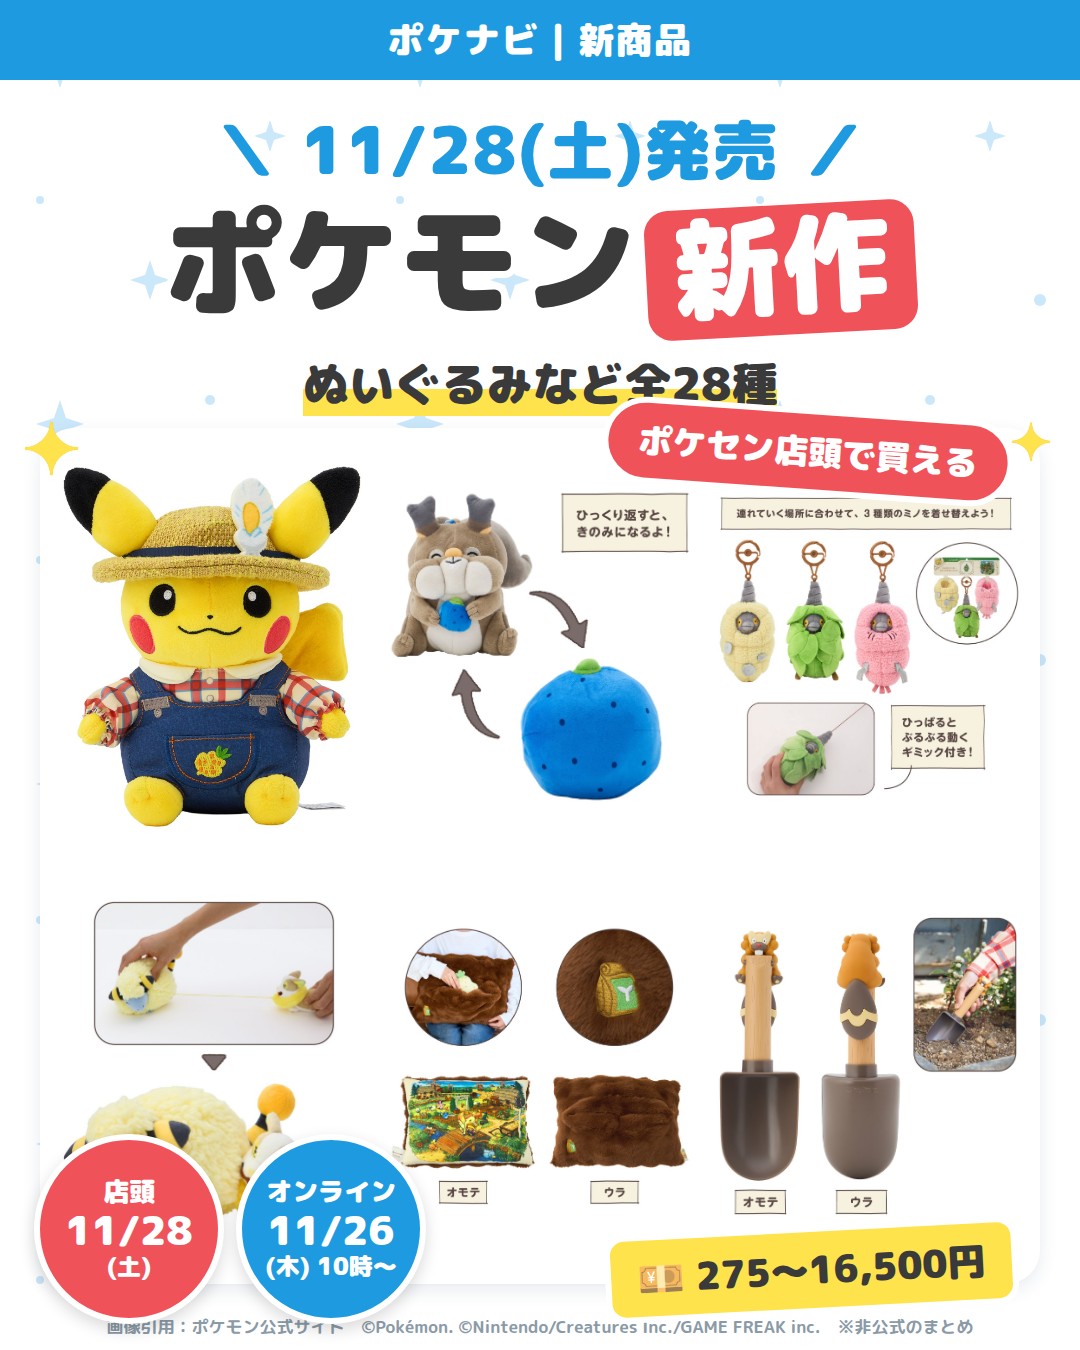 ポケナビ | 新商品
\ 11/28(土)発売 /
ポケモン 新作
ぬいぐるみなど全28種
ポケセン店頭で買える
ひっくり返すと、
きのみになるよ!
連れていく場所に合わせて、3種類のミノを着せ替えよう!
ひっぱると
ぶるぶる動く
ギミック付き!
オモテ
ウラ
オモテ
ウラ
店頭
11/28
(土)
オンライン
11/26
(木) 10時〜
275〜16,500円
画像引用：ポケモン公式サイト ©Pokémon. ©Nintendo/Creatures Inc./GAME FREAK inc. ※非公式のまとめ